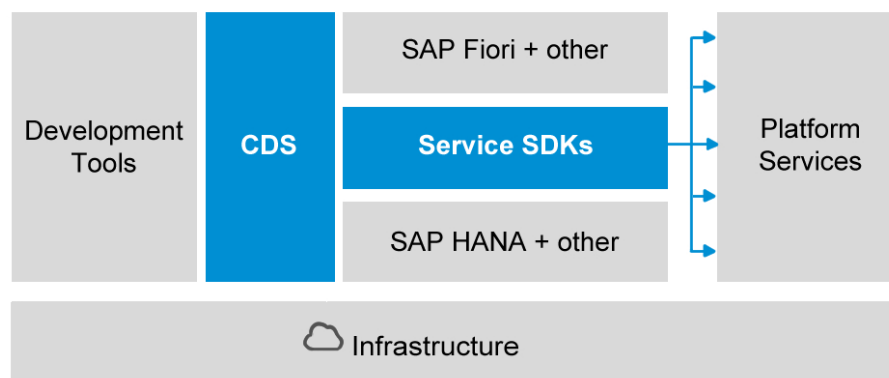 Development
Tools
CDS
SAP Fiori + other
Service SDKs
SAP HANA + other
Platform
Services
Infrastructure